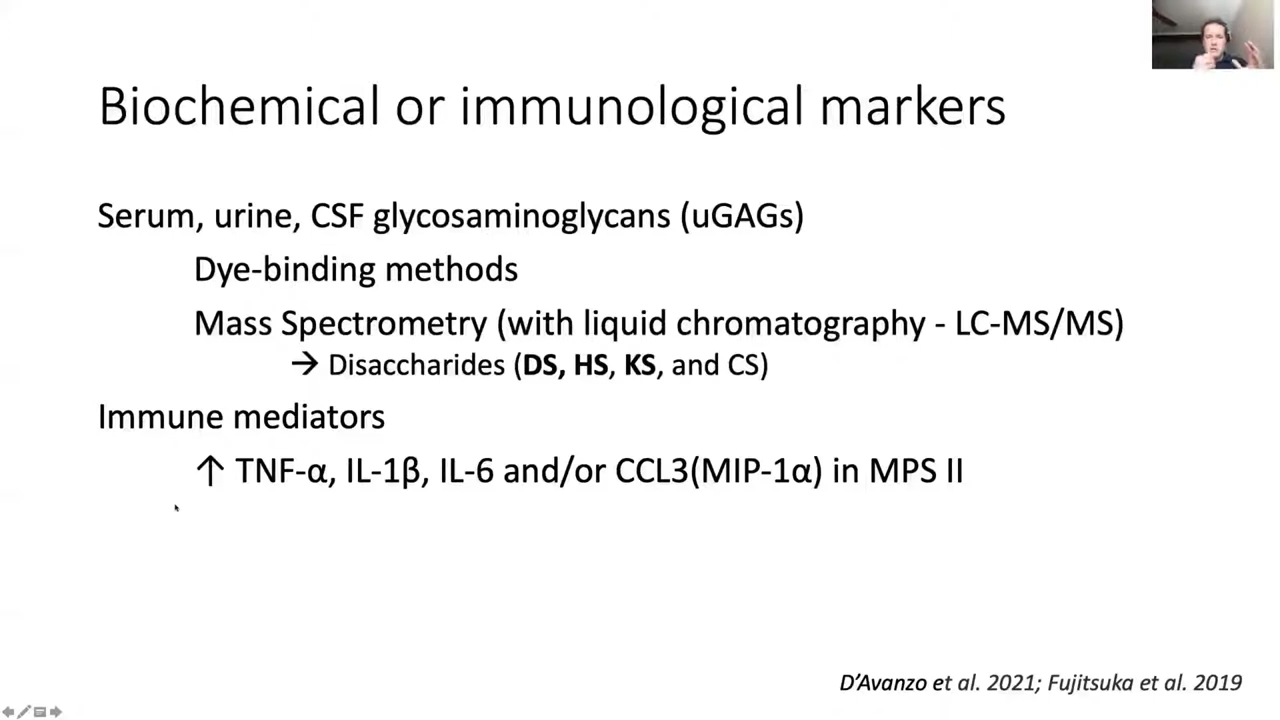 Biochemical or immunological markers
Serum, urine, CSF glycosaminoglycans (uGAGs)
Dye-binding methods
Mass Spectrometry (with liquid chromatography - LC-MS/MS)
→ Disaccharides (DS, HS, KS, and CS)
Immune mediators
↑ TNF-α, IL-1β, IL-6 and/or CCL3(MIP-1α) in MPS II
D'Avanzo et al. 2021; Fujitsuka et al. 2019